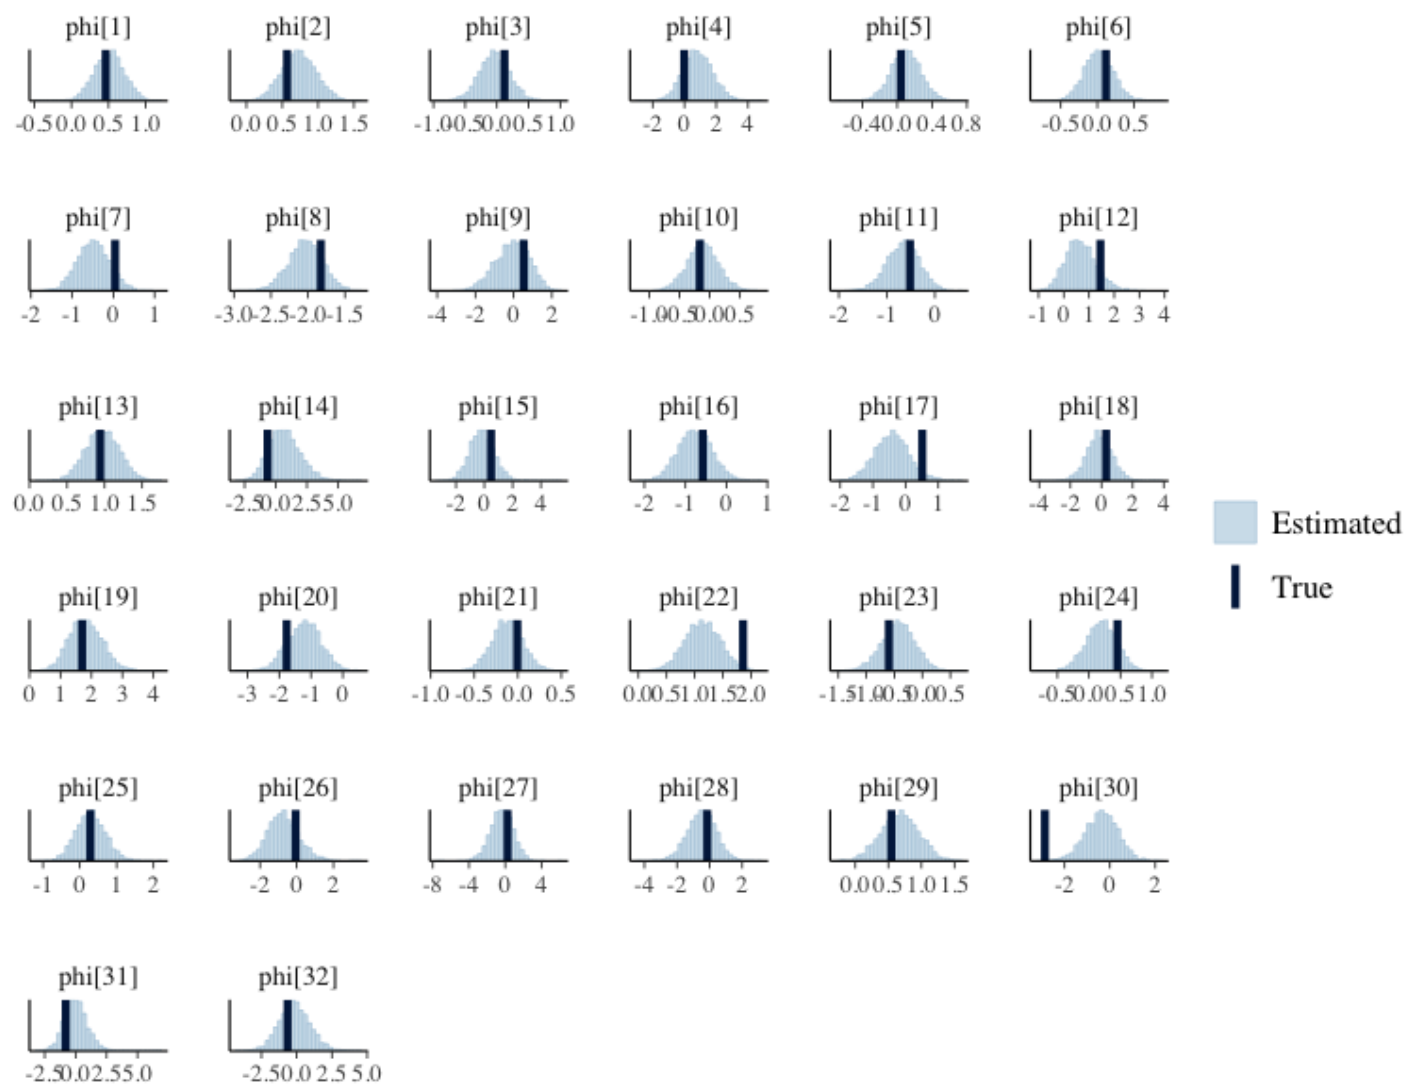 phi[1] phi[2] phi[3] phi[4] phi[5] phi[6]
-0.50.0 0.5 1.0 0.0 0.5 1.0 1.5 -1.0-0.50.00.51.0 -2 0 2 4 -0.40.0 0.4 0.8 -0.50.0 0.5
phi[7] phi[8] phi[9] phi[10] phi[11] phi[12]
-2 -1 0 1 -3.0-2.5-2.0-1.5 -4 -2 0 2 -1.0-0.50.00.5 -2 -1 0 -1 0 1 2 3 4
phi[13] phi[14] phi[15] phi[16] phi[17] phi[18]
0.0 0.5 1.0 1.5 -2.50.02.55.0 -2 0 2 4 -2 -1 0 1 -2 -1 0 1 -4 -2 0 2 4
Estimated
True
phi[19] phi[20] phi[21] phi[22] phi[23] phi[24]
0 1 2 3 4 -3 -2 -1 0 -1.0 -0.5 0.0 0.5 0.00.51.01.52.0 -1.5-1.0-0.50.00.5 -0.50.00.51.0
phi[25] phi[26] phi[27] phi[28] phi[29] phi[30]
-1 0 1 2 -2 0 2 -8 -4 0 4 -4 -2 0 2 0.00.51.01.5 -2 0 2
phi[31] phi[32]
-2.50.02.55.0 -2.50.0 2.5 5.0